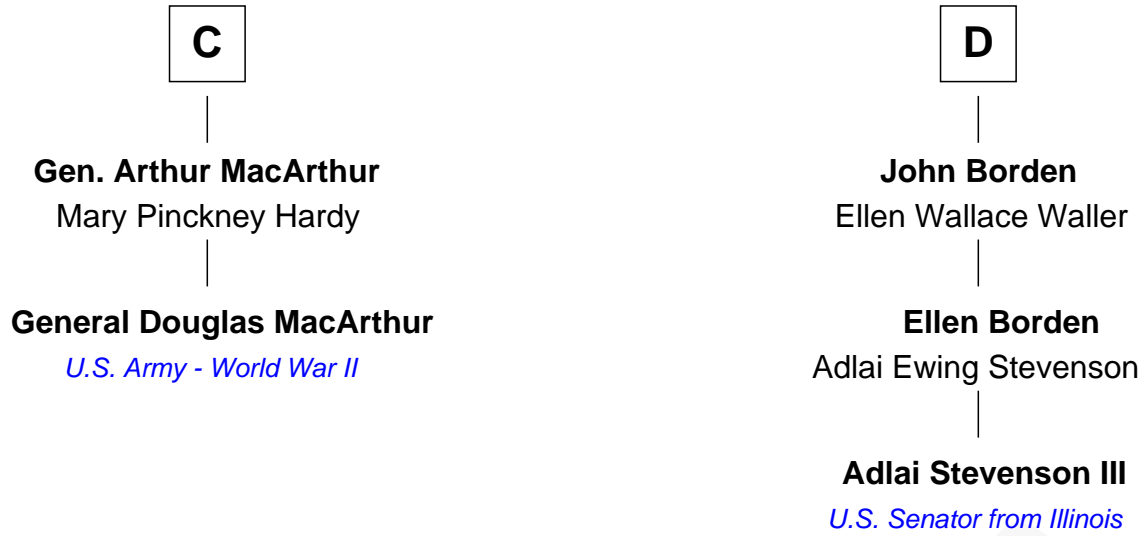 C
Gen. Arthur MacArthur
Mary Pinckney Hardy
General Douglas MacArthur
U.S. Army - World War II
D
John Borden
Ellen Wallace Waller
Ellen Borden
Adlai Ewing Stevenson
Adlai Stevenson III
U.S. Senator from Illinois